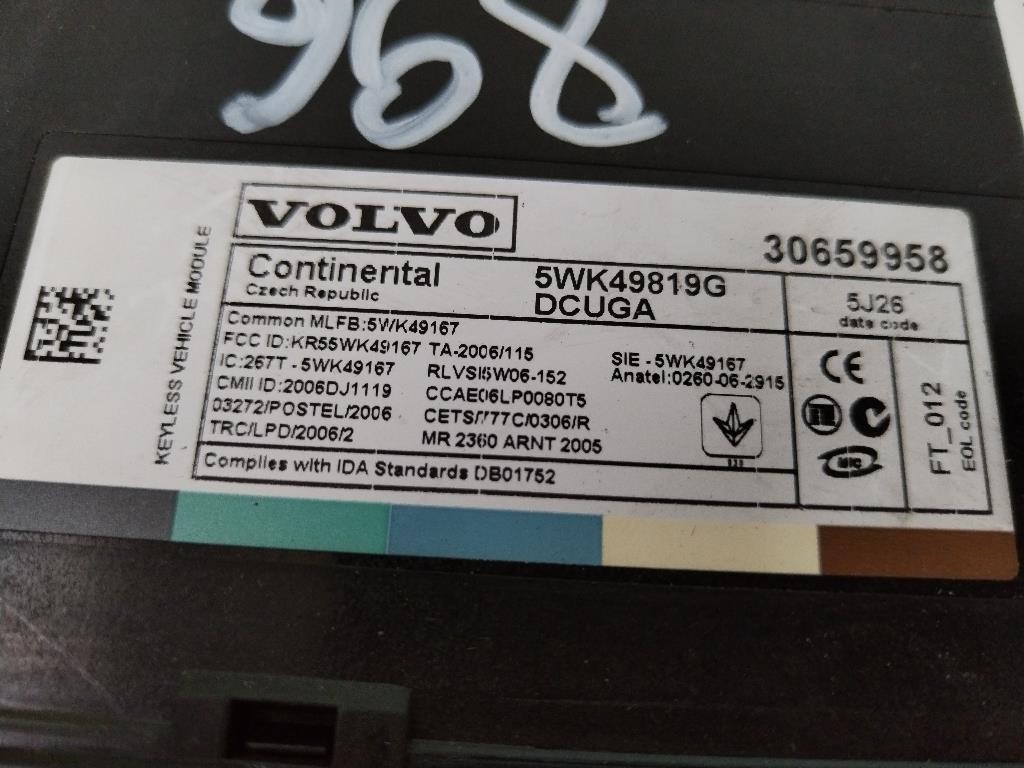 968
VOLVO
30659958
KEYLESS VEHICLE MODULE
Continental
Czech Republic
5WK49819G
DCUGA
5J26
date code
Common MLFB:5WK49167
FCC ID:KR55WK49167 TA-2006/115
IC:267T - 5WK49167
RLVSI5W06-152
SIE - 5WK49167
CMII ID:2006DJ1119
CCAE06LP0080T5
Anatel:0260-06-2915
03272/POSTEL/2006
TRC/LPD/2006/2
MR 2360 ARNT 2005
Complies with IDA Standards DB01752
CE
FT_012
EOL code